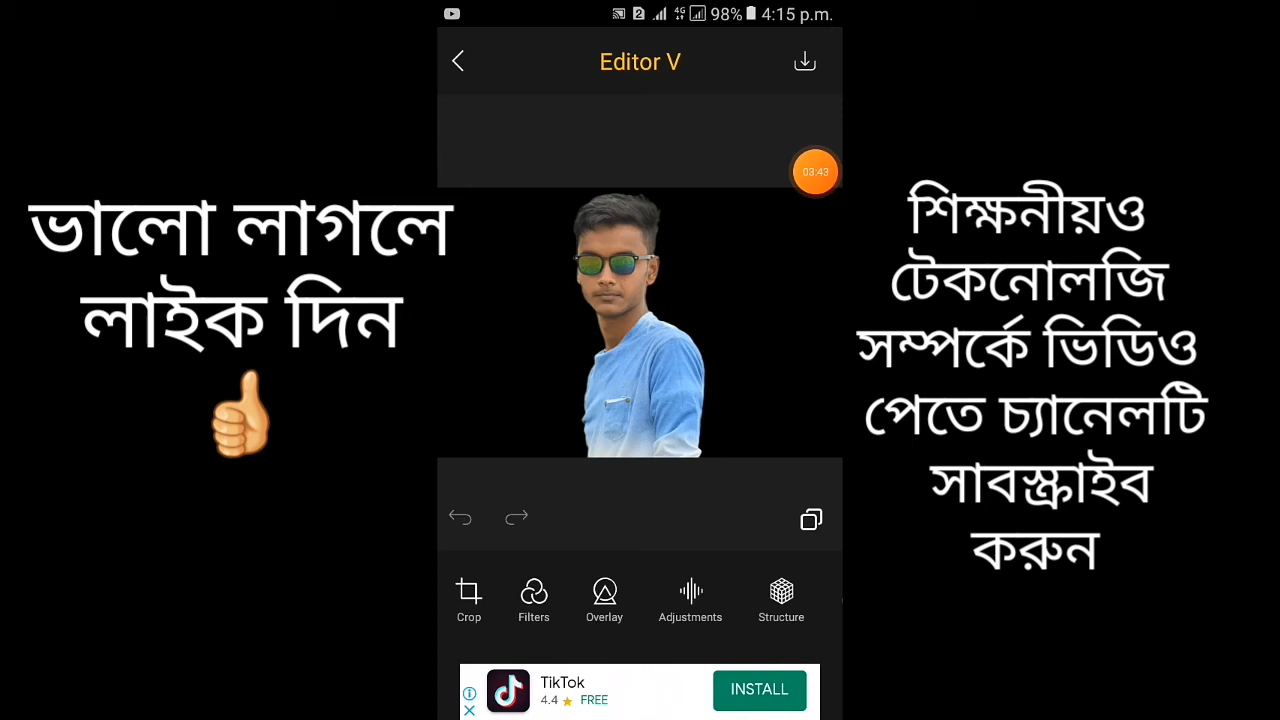 98% 4:15 p.m.
Editor V
03:43
ভালো লাগলে
লাইক দিন
শিক্ষনীয়ও
টেকনোলজি
সম্পর্কে ভিডিও
পেতে চ্যানেলটি
সাবস্ক্রাইব
করুন
Crop Filters Overlay Adjustments Structure
TikTok
4.4 FREE
INSTALL